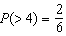 P(> 4) = 2/6